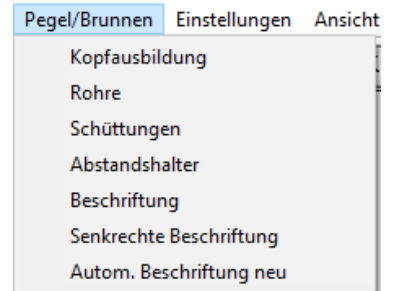 Pegel/Brunnen Einstellungen Ansicht
Kopfausbildung
Rohre
Schüttungen
Abstandshalter
Beschriftung
Senkrechte Beschriftung
Autom. Beschriftung neu